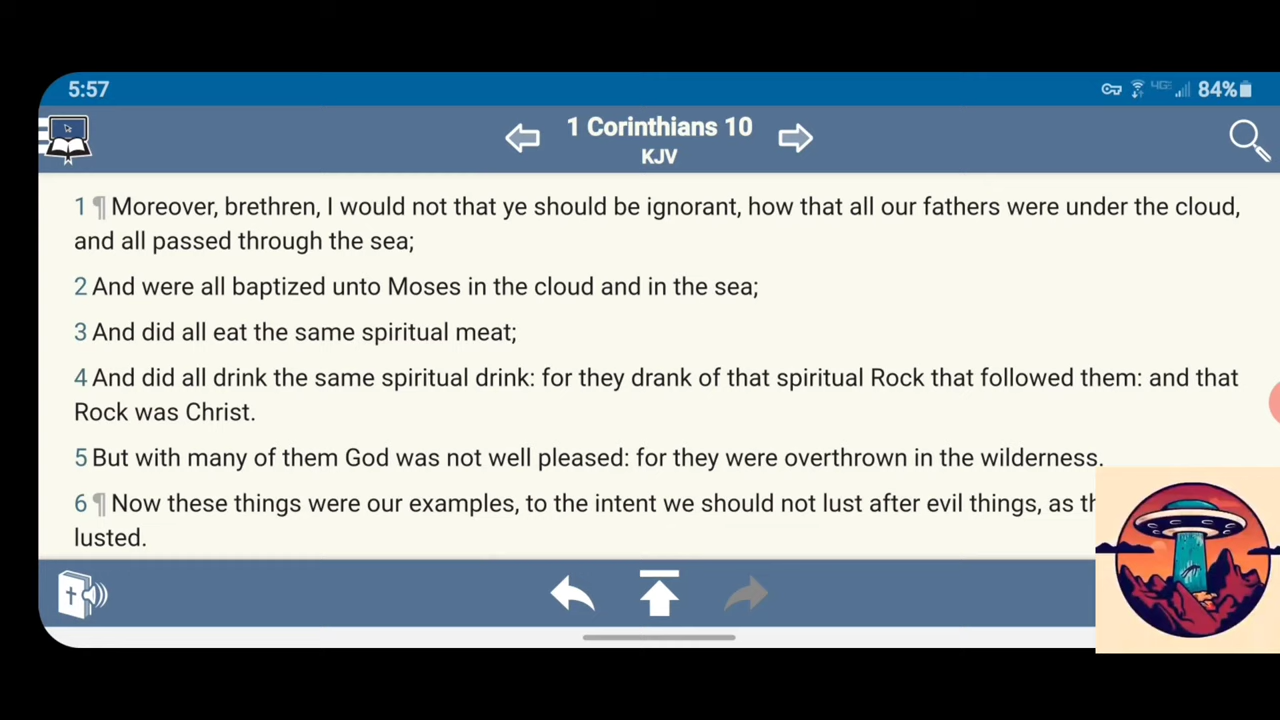 5:57
4GE 84%
1 Corinthians 10
KJV
1 ¶ Moreover, brethren, I would not that ye should be ignorant, how that all our fathers were under the cloud,
and all passed through the sea;
2 And were all baptized unto Moses in the cloud and in the sea;
3 And did all eat the same spiritual meat;
4 And did all drink the same spiritual drink: for they drank of that spiritual Rock that followed them: and that
Rock was Christ.
5 But with many of them God was not well pleased: for they were overthrown in the wilderness.
6 ¶ Now these things were our examples, to the intent we should not lust after evil things, as
lusted.